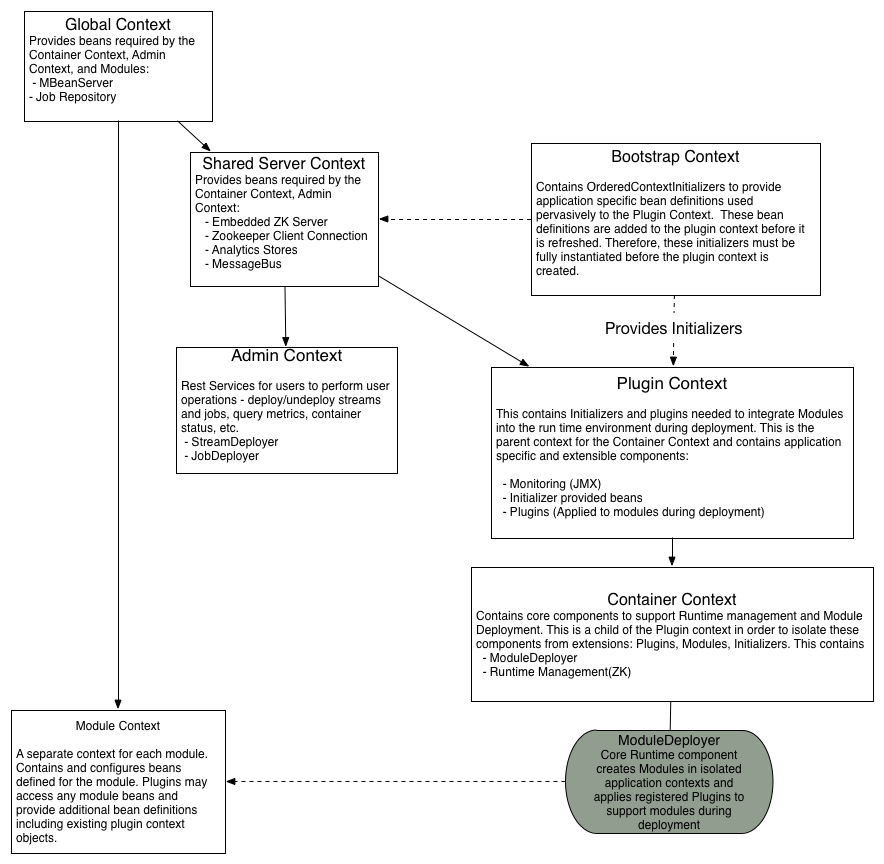 Global Context
Provides beans required by the
Container Context, Admin
Context, and Modules:
- MBeanServer
- Job Repository
Shared Server Context
Provides beans required by the
Container Context, Admin
Context:
- Embedded ZK Server
- Zookeeper Client Connection
- Analytics Stores
- MessageBus
Bootstrap Context
Contains OrderedContextInitializers to provide
application specific bean definitions used
pervasively to the Plugin Context. These bean
definitions are added to the plugin context before it
is refreshed. Therefore, these initializers must be
fully instantiated before the plugin context is
created.
Provides Initializers
Admin Context
Rest Services for users to perform user
operations - deploy/undeploy streams
and jobs, query metrics, container
status, etc.
- StreamDeployer
- JobDeployer
Plugin Context
This contains Initializers and plugins needed to integrate Modules
into the run time environment during deployment. This is the
parent context for the Container Context and contains application
specific and extensible components:
- Monitoring (JMX)
- Initializer provided beans
- Plugins (Applied to modules during deployment)
Container Context
Contains core components to support Runtime management and Module
Deployment. This is a child of the Plugin context in order to isolate these
components from extensions: Plugins, Modules, Initializers. This contains
- ModuleDeployer
- Runtime Management(ZK)
Module Context
A separate context for each module.
Contains and configures beans
defined for the module. Plugins may
access any module beans and
provide additional bean definitions
including existing plugin context
objects.
ModuleDeployer
Core Runtime component
creates Modules in isolated
application contexts and
applies registered Plugins to
support modules during
deployment